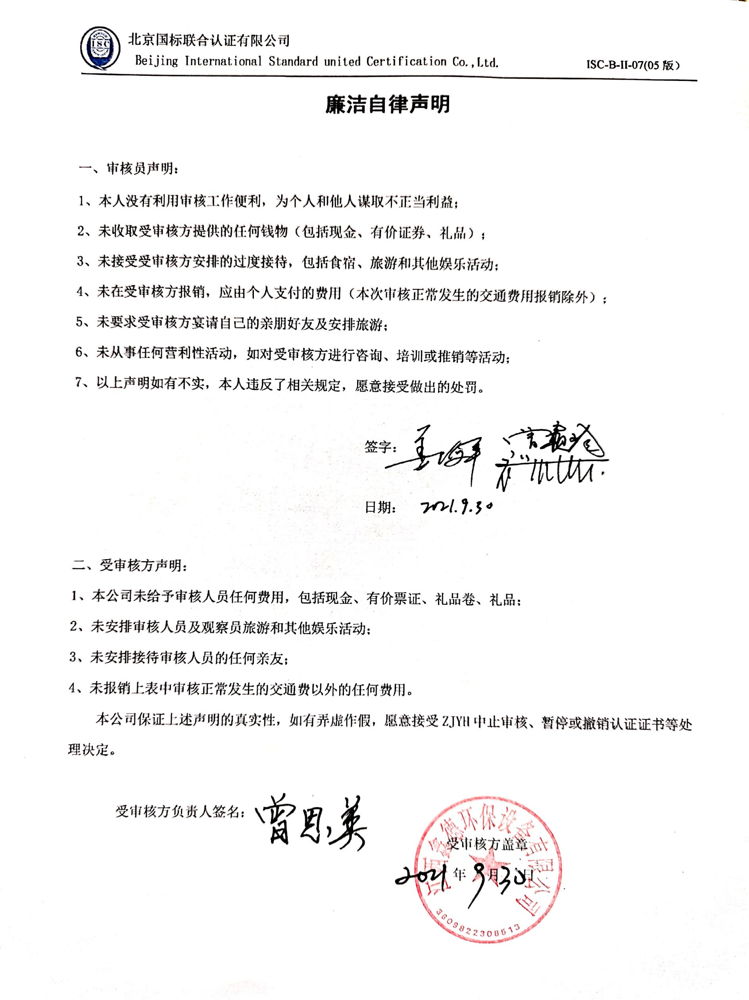 ISC
北京国标联合认证有限公司
Beijing International Standard united Certification Co.,Ltd.
ISC-B-II-07(05 版)
廉洁自律声明
一、审核员声明：
1、本人没有利用审核工作便利，为个人和他人谋取不正当利益；
2、未收取受审核方提供的任何钱物（包括现金、有价证券、礼品）；
3、未接受受审核方安排的过度接待，包括食宿、旅游和其他娱乐活动；
4、未在受审核方报销，应由个人支付的费用（本次审核正常发生的交通费用报销除外）；
5、未要求受审核方宴请自己的亲朋好友及安排旅游；
6、未从事任何营利性活动，如对受审核方进行咨询、培训或推销等活动；
7、以上声明如有不实，本人违反了相关规定，愿意接受做出的处罚。
签字：
日期： 2021.9.30
二、受审核方声明：
1、本公司未给予审核人员任何费用，包括现金、有价票证、礼品卷、礼品；
2、未安排审核人员及观察员旅游和其他娱乐活动；
3、未安排接待审核人员的任何亲友；
4、未报销上表中审核正常发生的交通费以外的任何费用。
本公司保证上述声明的真实性，如有弄虚作假，愿意接受 ZJYH 中止审核、暂停或撤销认证证书等处
理决定。
受审核方负责人签名：曾思英
江西 德环保设备有限公司
受审核方盖章
2021 年 9月30日
3609822308513